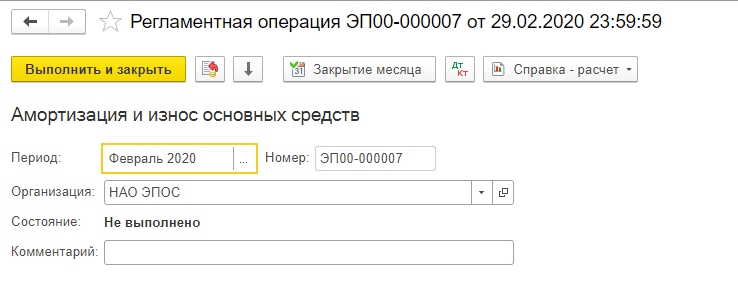 Регламентная операция ЭП00-000007 от 29.02.2020 23:59:59
Выполнить и закрыть 31 Закрытие месяца Дт Кт Справка - расчет
Амортизация и износ основных средств
Период: Февраль 2020 ... Номер: ЭП00-000007
Организация: НАО ЭПОС
Состояние: Не выполнено
Комментарий: